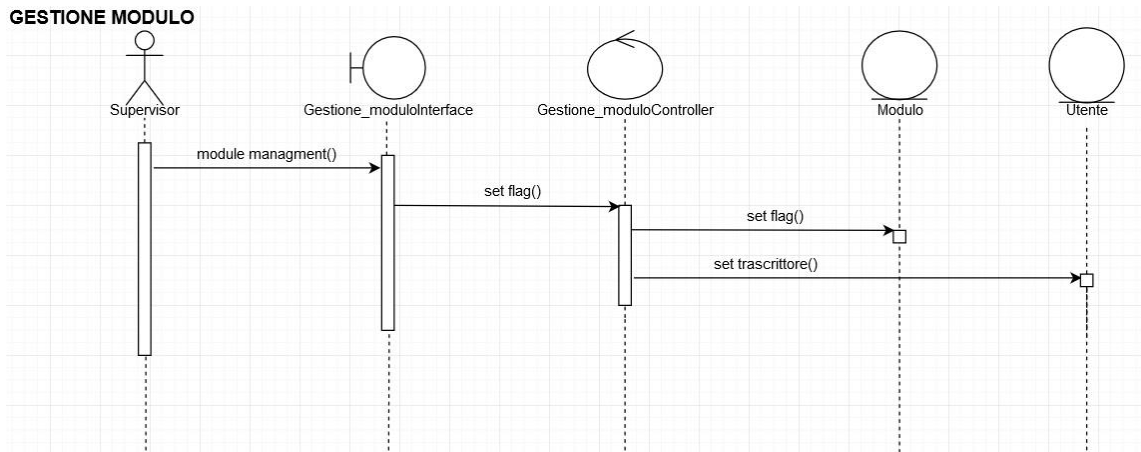 GESTIONE MODULO
Supervisor
Gestione_moduloInterface
Gestione_moduloController
Modulo
Utente
module managment()
set flag()
set flag()
set trascrittore()